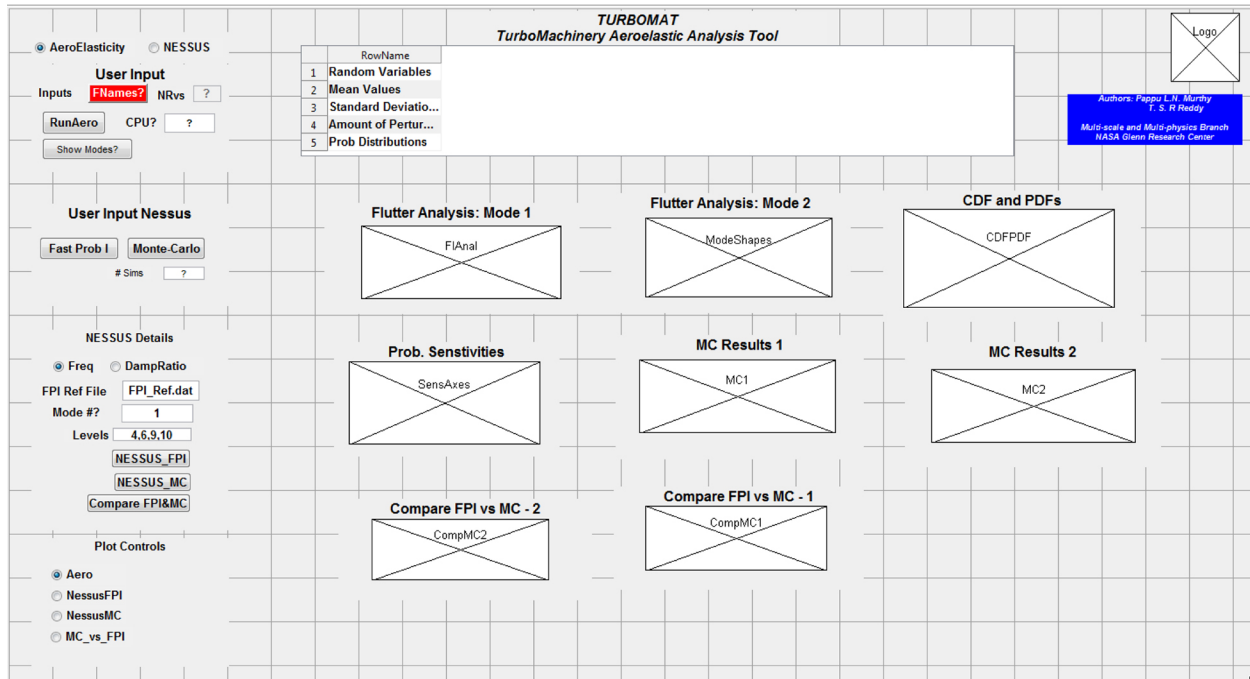 TURBOMAT
TurboMachinery Aeroelastic Analysis Tool
Logo
AeroElasticity NESSUS
User Input
Inputs FNames? NRvs ?
RunAero CPU? ?
Show Modes?
RowName
1 Random Variables
2 Mean Values
3 Standard Deviatio...
4 Amount of Pertur...
5 Prob Distributions
Authors: Pappu L.N. Murthy
T. S. R Reddy
Multi-scale and Multi-physics Branch
NASA Glenn Research Center
User Input Nessus
Fast Prob I Monte-Carlo
# Sims ?
Flutter Analysis: Mode 1
FlAnal
Flutter Analysis: Mode 2
ModeShapes
CDF and PDFs
CDFPDF
NESSUS Details
Freq DampRatio
FPI Ref File FPI_Ref.dat
Mode #? 1
Levels 4,6,9,10
NESSUS_FPI
NESSUS_MC
Compare FPI&MC
Prob. Senstivities
SensAxes
MC Results 1
MC1
MC Results 2
MC2
Compare FPI vs MC - 2
CompMC2
Compare FPI vs MC - 1
CompMC1
Plot Controls
Aero
NessusFPI
NessusMC
MC_vs_FPI